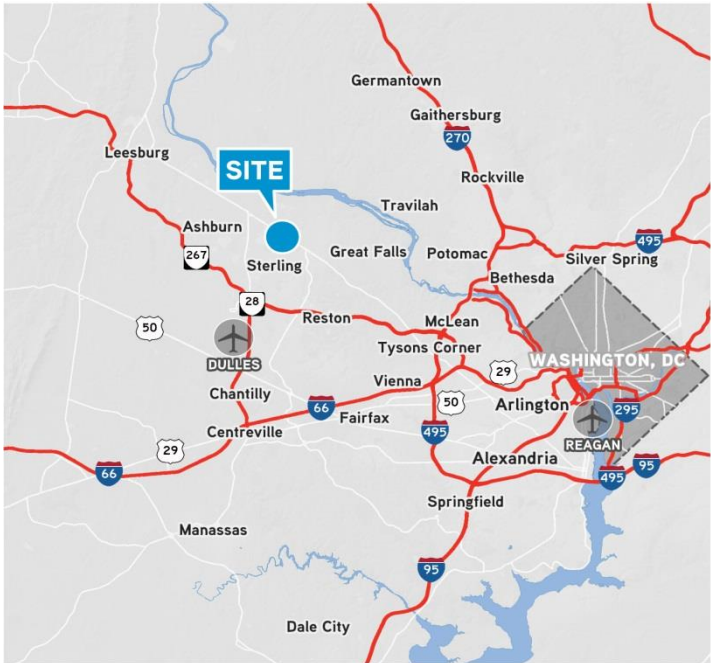 Germantown
Gaithersburg
270
Leesburg
SITE
Rockville
Travilah
Ashburn
267
Sterling
Great Falls
Potomac
495
Silver Spring
Bethesda
28
50
Reston
McLean
DULLES
Tysons Corner
WASHINGTON, DC
Vienna
29
Chantilly
66
50
Arlington
295
Fairfax
Centreville
495
REAGAN
29
66
Alexandria
95
495
Springfield
Manassas
95
Dale City